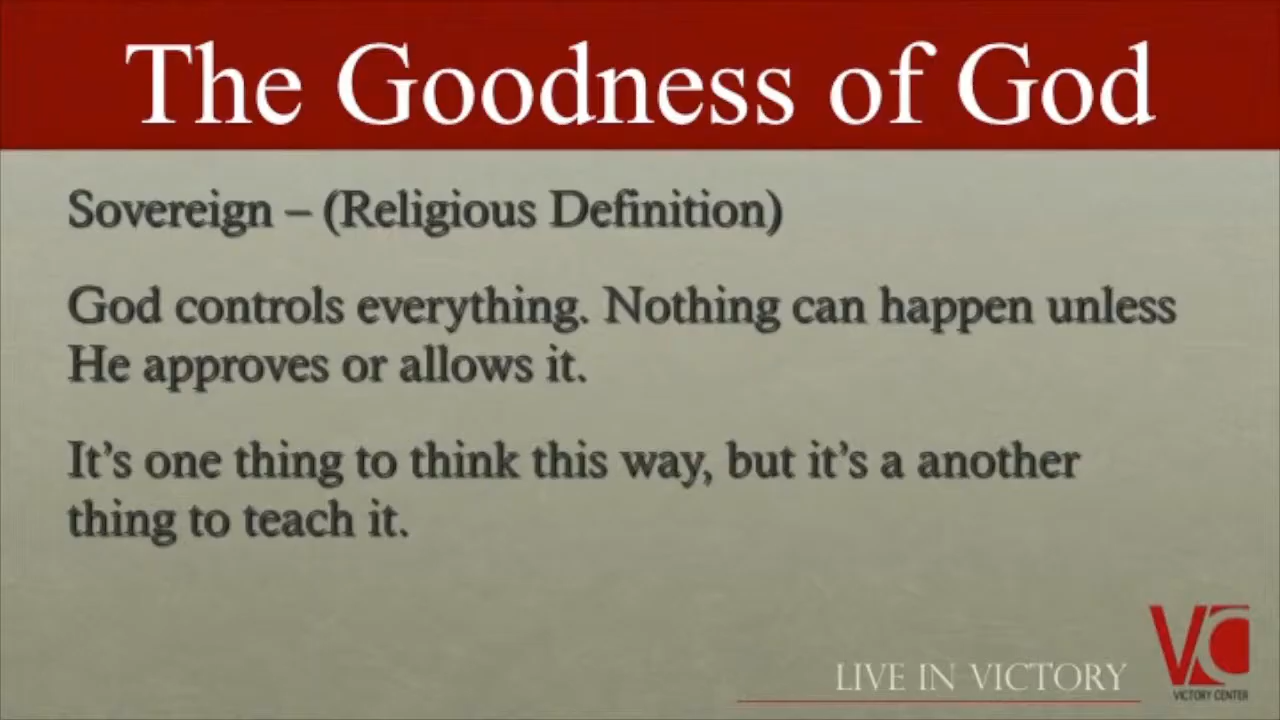 The Goodness of God
Sovereign – (Religious Definition)
God controls everything. Nothing can happen unless
He approves or allows it.
It’s one thing to think this way, but it’s a another
thing to teach it.
LIVE IN VICTORY
VC
VICTORY CENTER